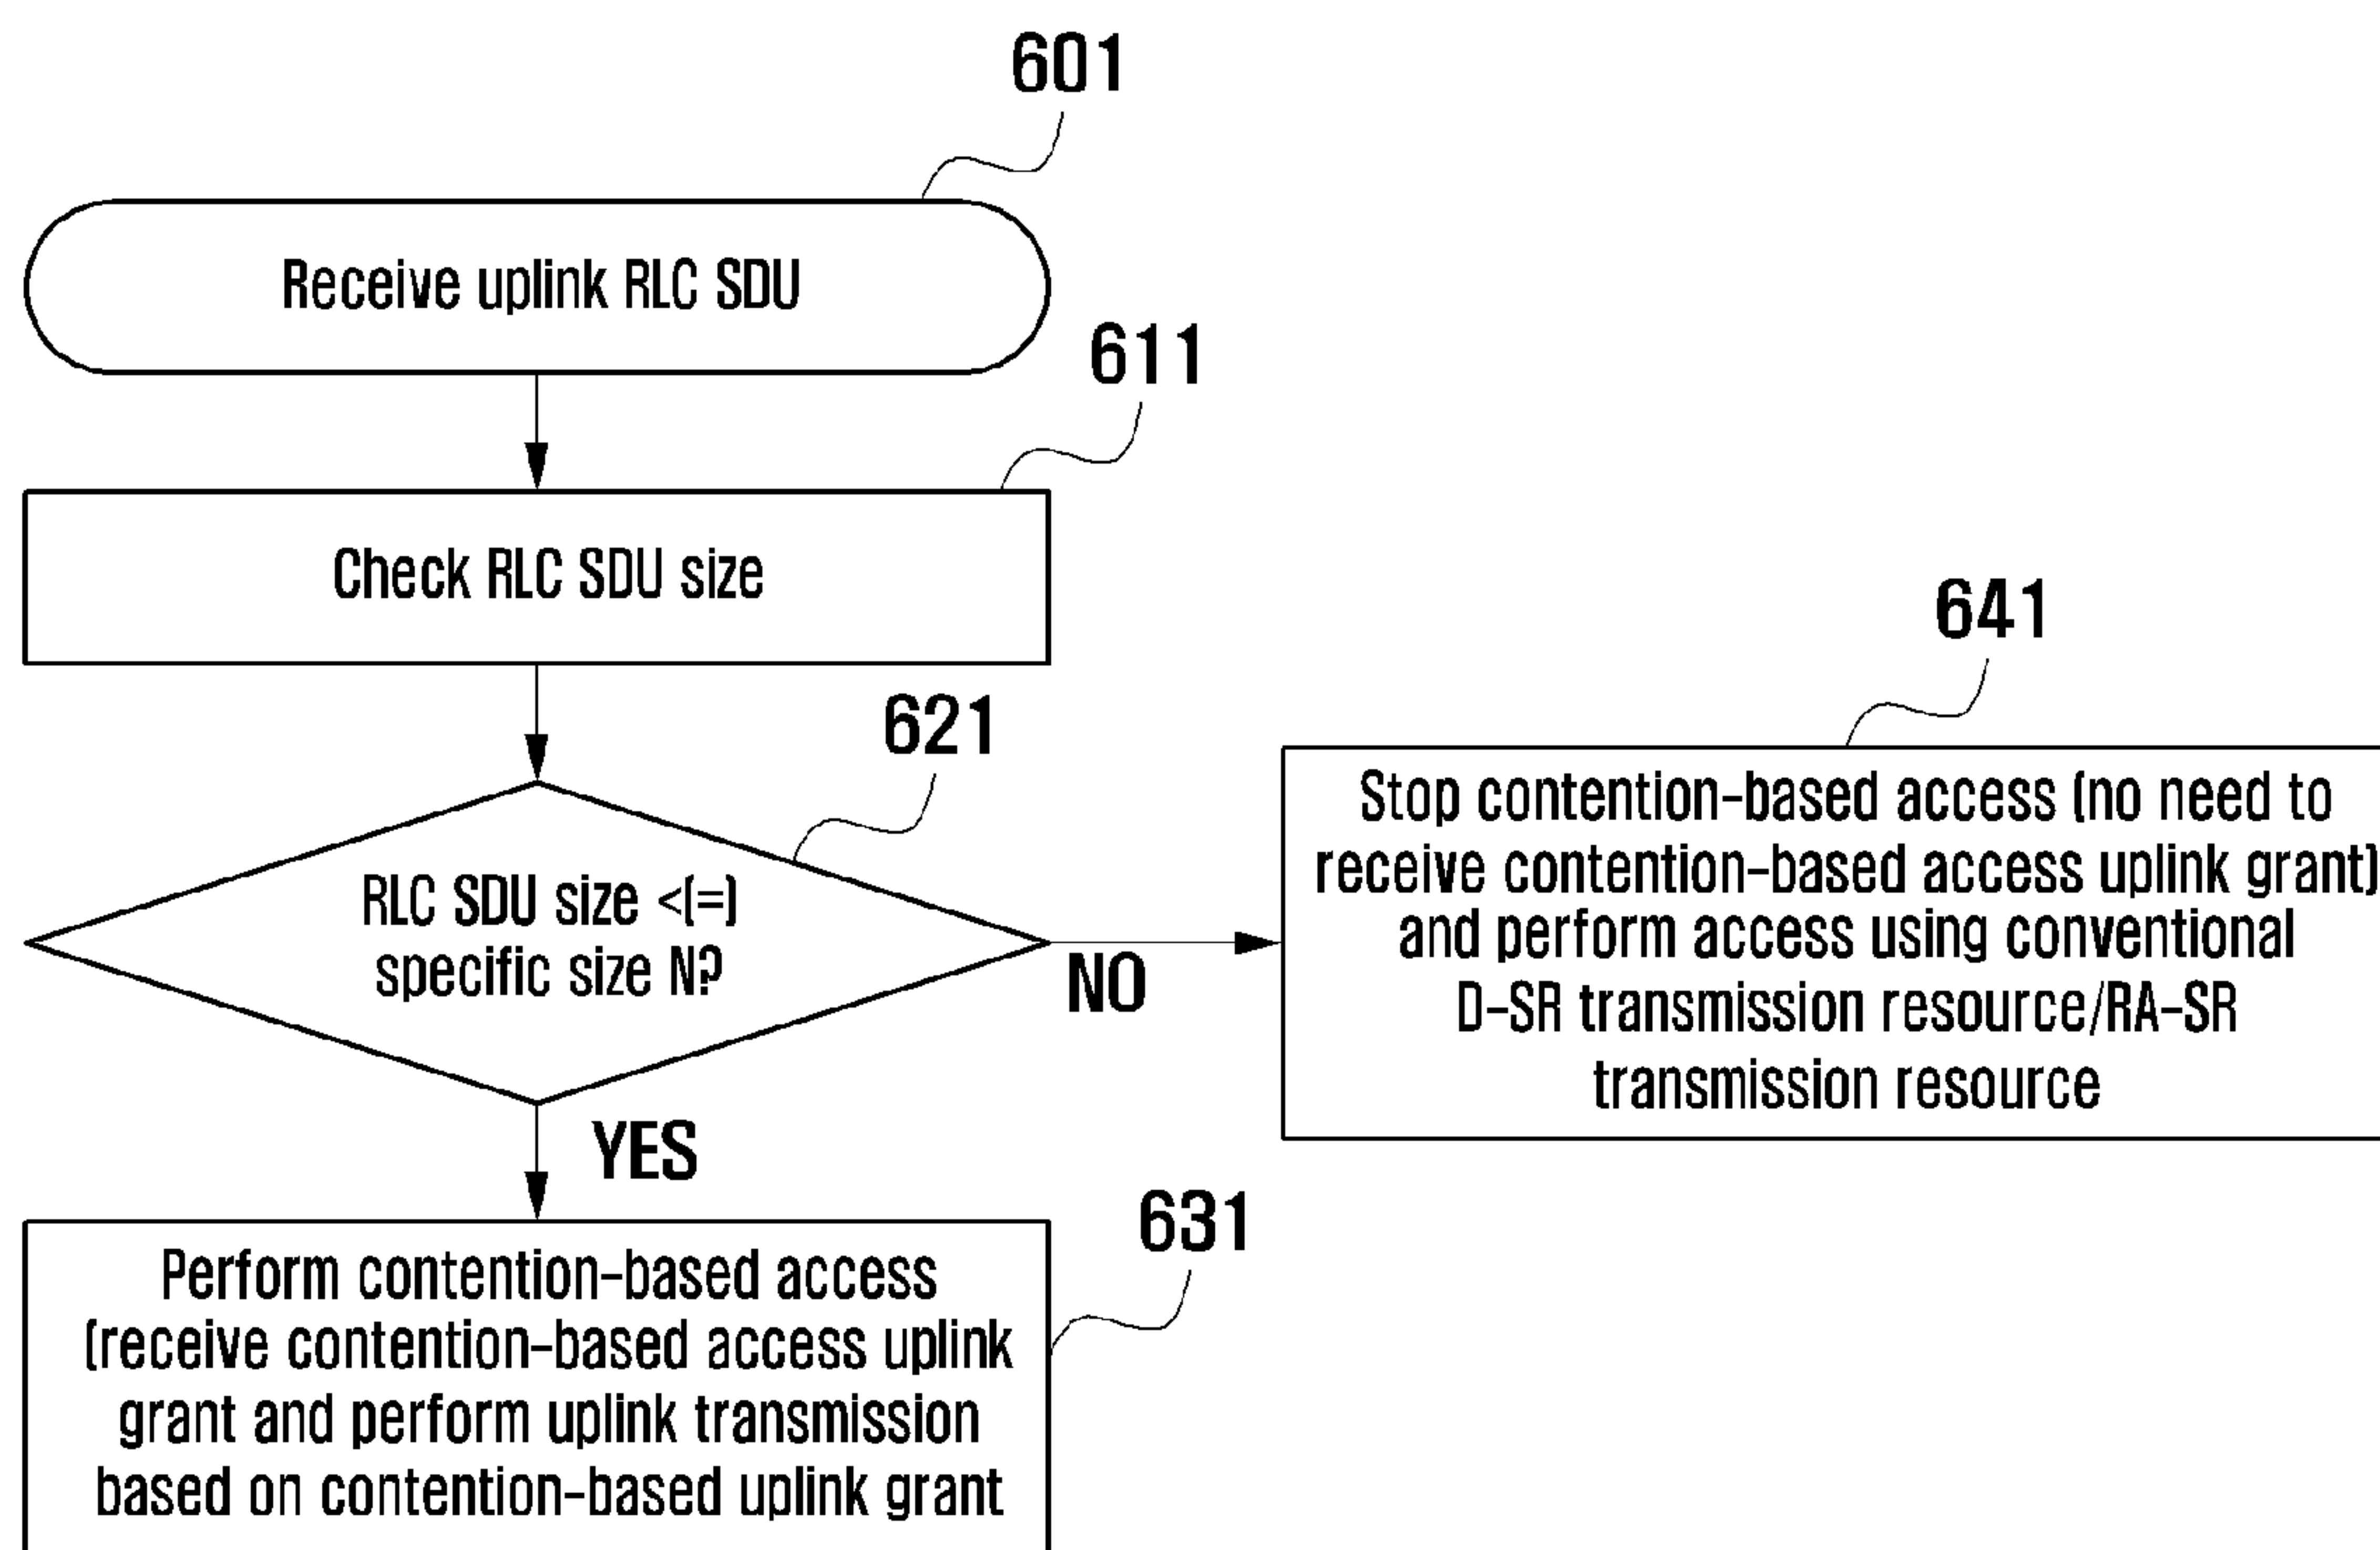 601
Receive uplink RLC SDU
611
Check RLC SDU size
621
RLC SDU size <(=)
specific size N?
NO
641
Stop contention-based access (no need to
receive contention-based access uplink grant)
and perform access using conventional
D-SR transmission resource/RA-SR
transmission resource
YES
631
Perform contention-based access
(receive contention-based access uplink
grant and perform uplink transmission
based on contention-based uplink grant